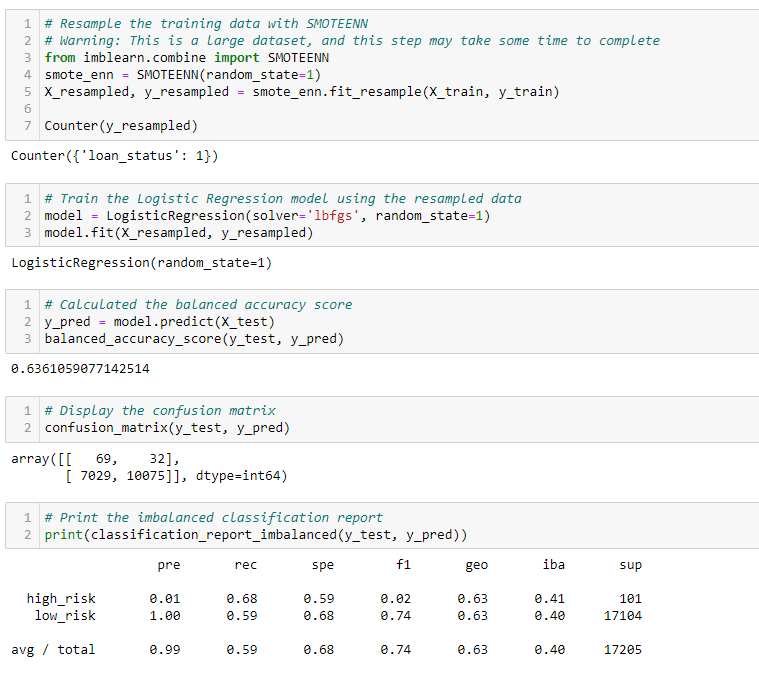 1 # Resample the training data with SMOTEENN
2 # Warning: This is a large dataset, and this step may take some time to complete
3 from imblearn.combine import SMOTEENN
4 smote_enn = SMOTEENN(random_state=1)
5 X_resampled, y_resampled = smote_enn.fit_resample(X_train, y_train)
6
7 Counter(y_resampled)
Counter({'loan_status': 1})
1 # Train the Logistic Regression model using the resampled data
2 model = LogisticRegression(solver='lbfgs', random_state=1)
3 model.fit(X_resampled, y_resampled)
LogisticRegression(random_state=1)
1 # Calculated the balanced accuracy score
2 y_pred = model.predict(X_test)
3 balanced_accuracy_score(y_test, y_pred)
0.6361059077142514
1 # Display the confusion matrix
2 confusion_matrix(y_test, y_pred)
array([[   69,    32],
       [ 7029, 10075]], dtype=int64)
1 # Print the imbalanced classification report
2 print(classification_report_imbalanced(y_test, y_pred))
pre rec spe f1 geo iba sup
high_risk 0.01 0.68 0.59 0.02 0.63 0.41 101
low_risk 1.00 0.59 0.68 0.74 0.63 0.40 17104
avg / total 0.99 0.59 0.68 0.74 0.63 0.40 17205